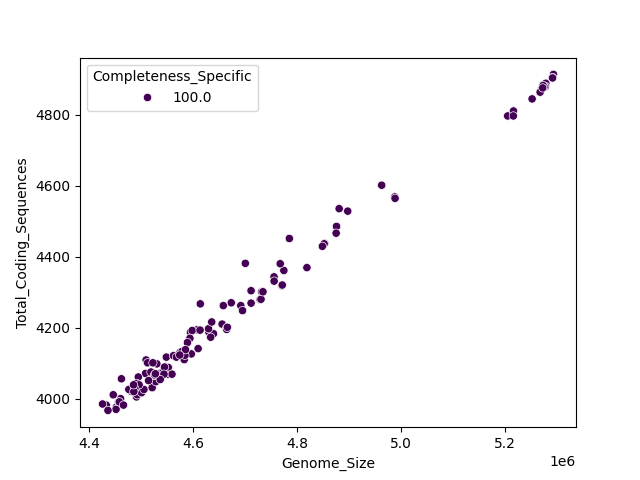 Completeness_Specific
100.0
Total_Coding_Sequences
4800
4600
4400
4200
4000
4.4
4.6
4.8
5.0
5.2
1e6
Genome_Size